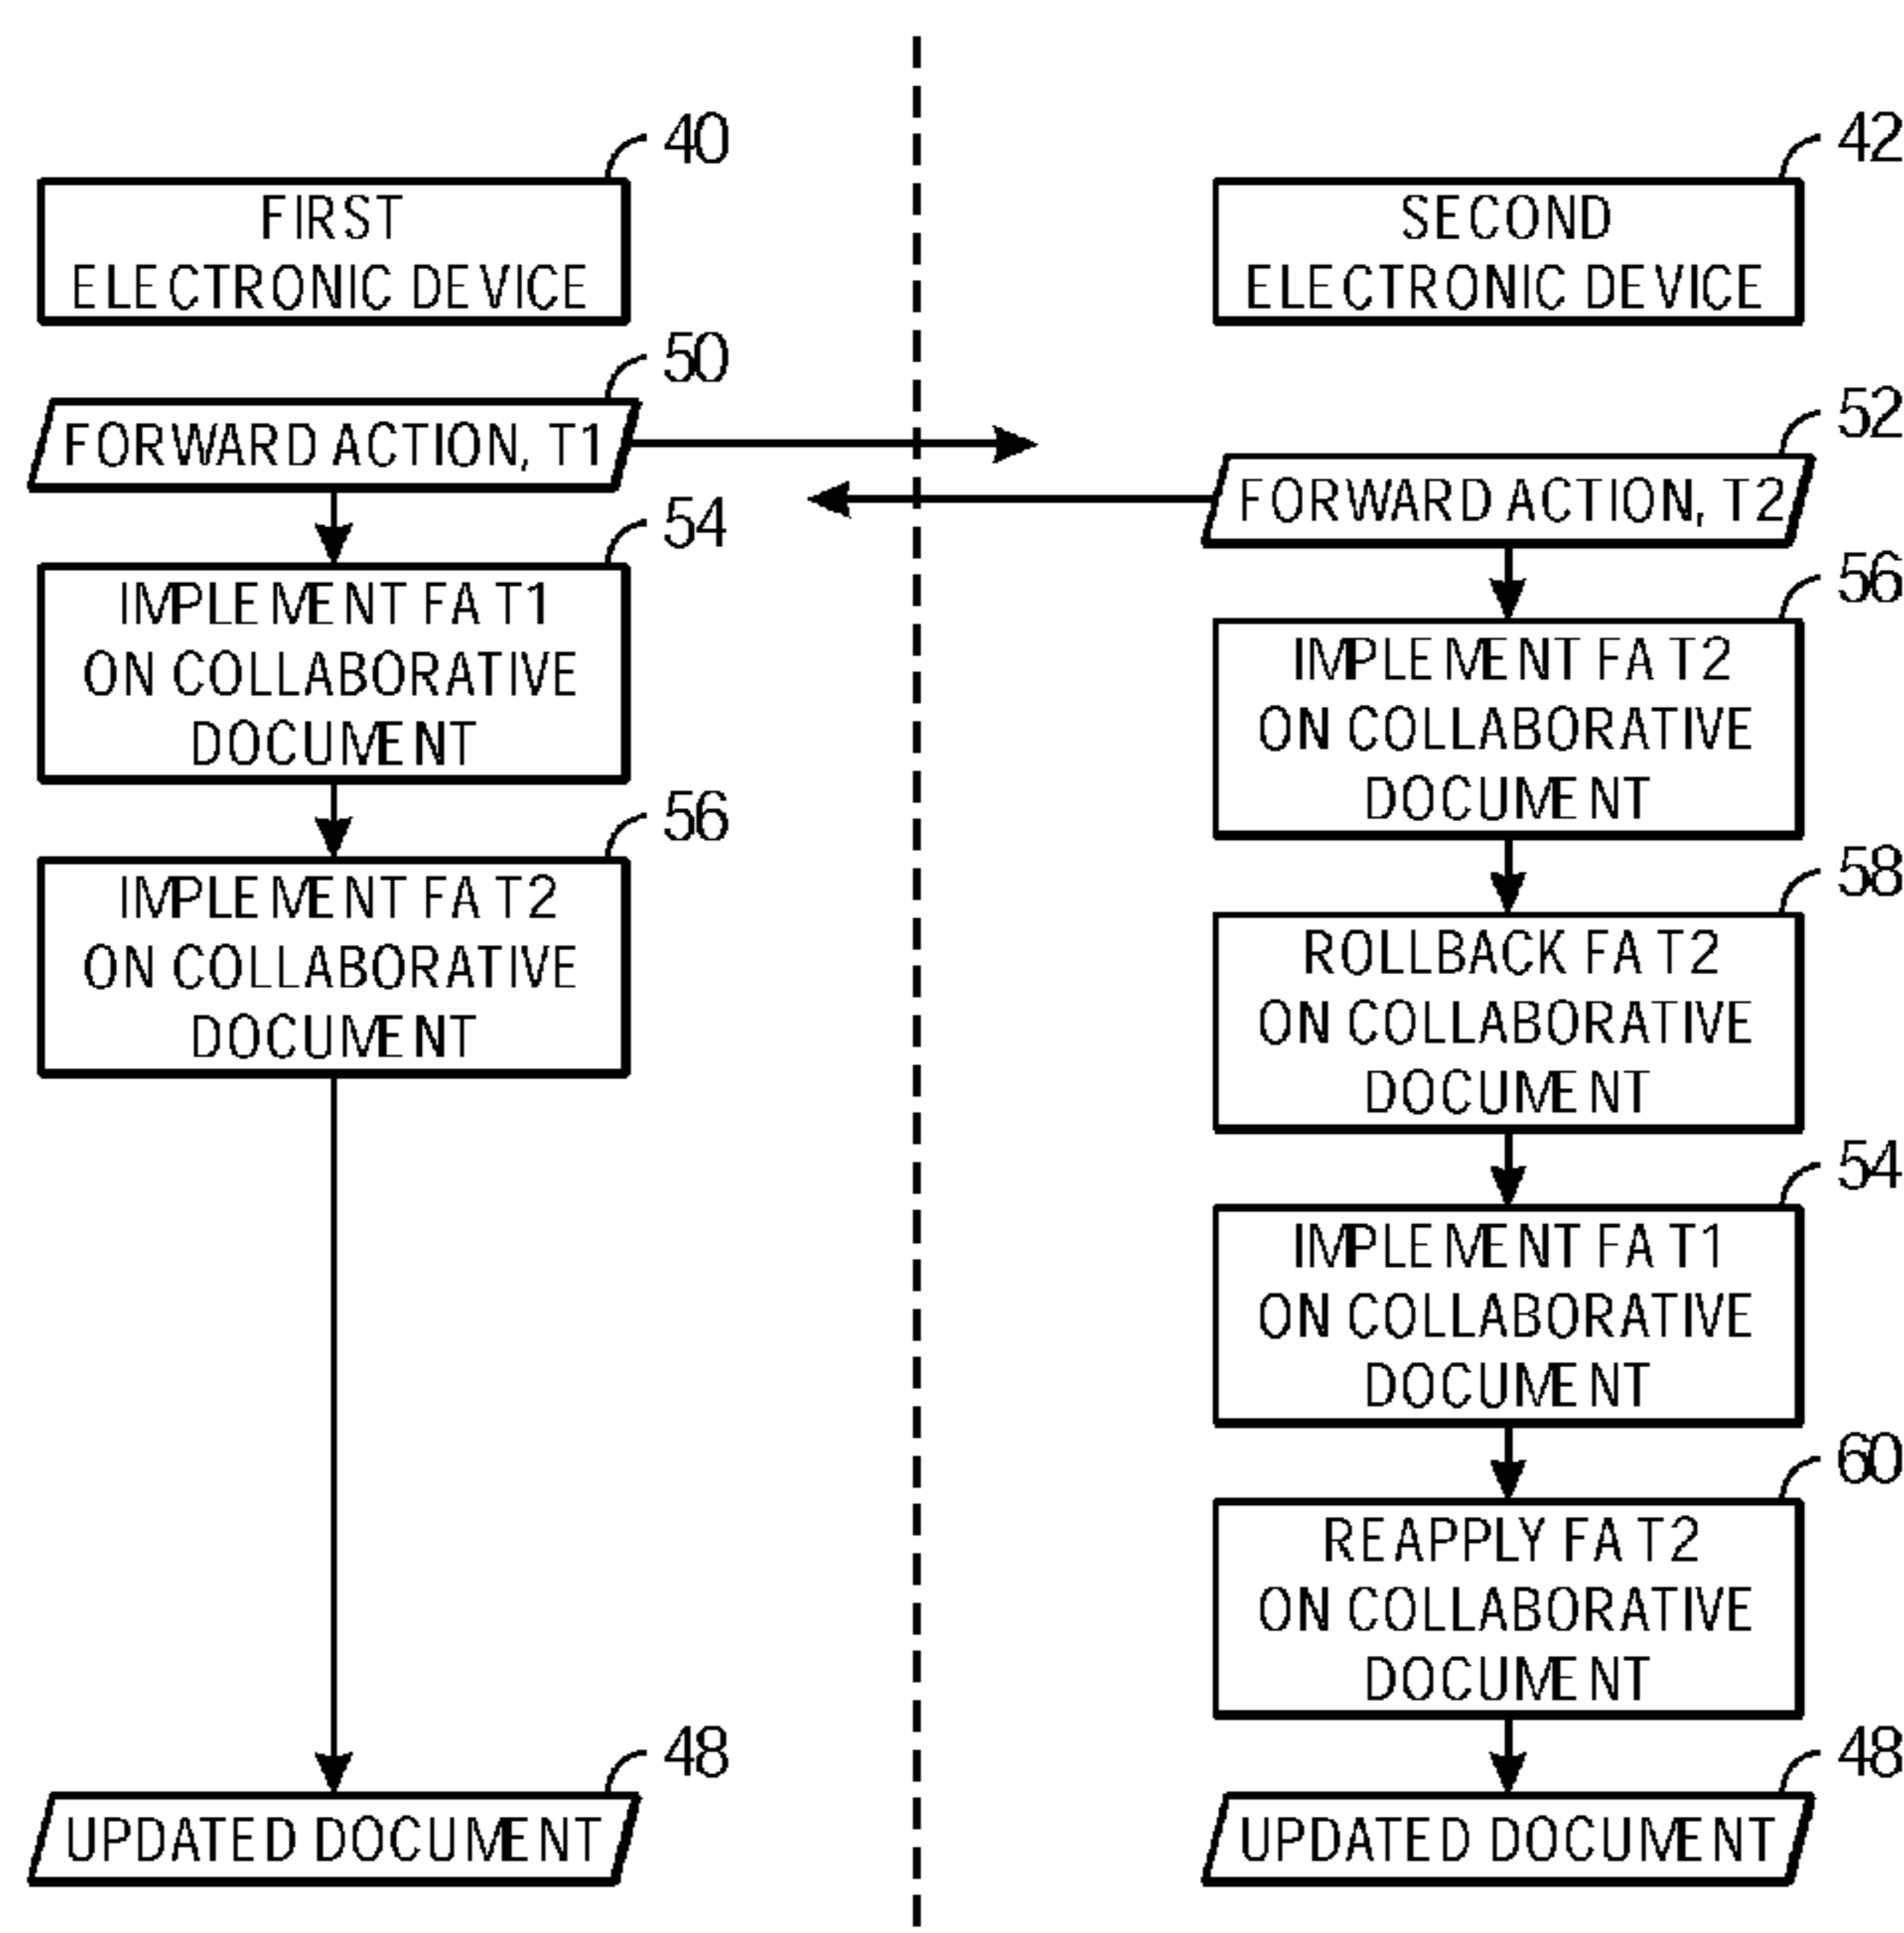 40
FIRST
ELECTRONIC DEVICE
50
FORWARD ACTION, T1
54
IMPLEMENT FA T1
ON COLLABORATIVE
DOCUMENT
56
IMPLEMENT FA T2
ON COLLABORATIVE
DOCUMENT
48
UPDATED DOCUMENT
42
SECOND
ELECTRONIC DEVICE
52
FORWARD ACTION, T2
56
IMPLEMENT FA T2
ON COLLABORATIVE
DOCUMENT
58
ROLLBACK FA T2
ON COLLABORATIVE
DOCUMENT
54
IMPLEMENT FA T1
ON COLLABORATIVE
DOCUMENT
60
REAPPLY FA T2
ON COLLABORATIVE
DOCUMENT
48
UPDATED DOCUMENT